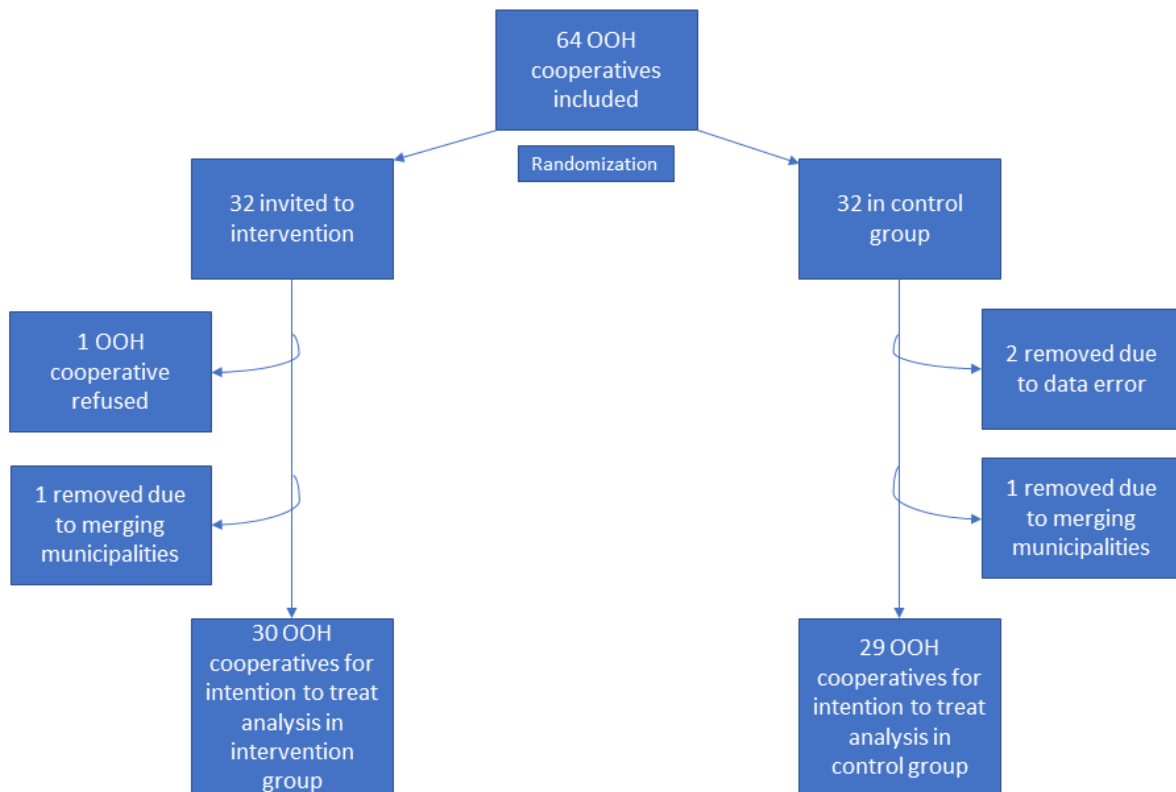 64 OOH
cooperatives
included
Randomization
32 invited to
intervention
32 in control
group
1 OOH
cooperative
refused
2 removed due
to data error
1 removed due
to merging
municipalities
1 removed due
to merging
municipalities
30 OOH
cooperatives for
intention to treat
analysis in
intervention
group
29 OOH
cooperatives for
intention to treat
analysis in
control group